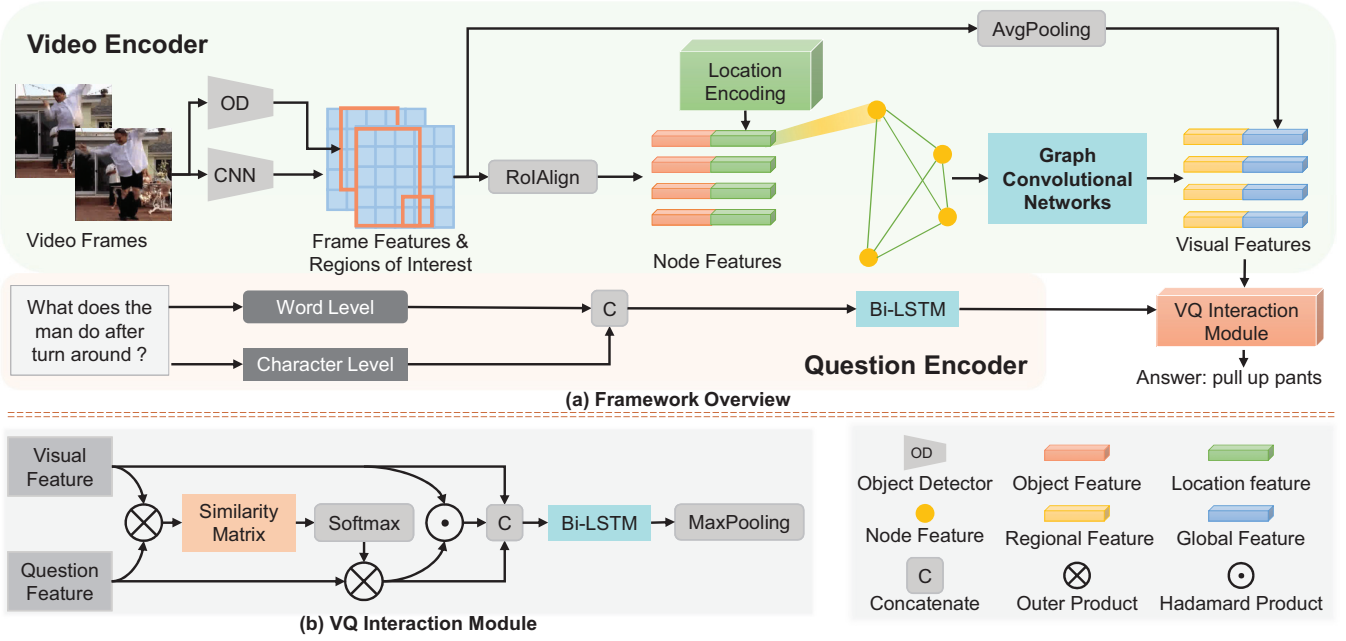 Video Encoder
OD
CNN
Video Frames
Frame Features &
Regions of Interest
RoIAlign
Location
Encoding
Node Features
AvgPooling
Graph
Convolutional
Networks
Visual Features
What does the
man do after
turn around ?
Word Level
Character Level
C
Bi-LSTM
Question Encoder
VQ Interaction
Module
Answer: pull up pants
(a) Framework Overview
Visual
Feature
Question
Feature
Similarity
Matrix
Softmax
C
Bi-LSTM
MaxPooling
(b) VQ Interaction Module
OD
Object Detector
Object Feature
Location feature
Node Feature
Regional Feature
Global Feature
C
Concatenate
Outer Product
Hadamard Product